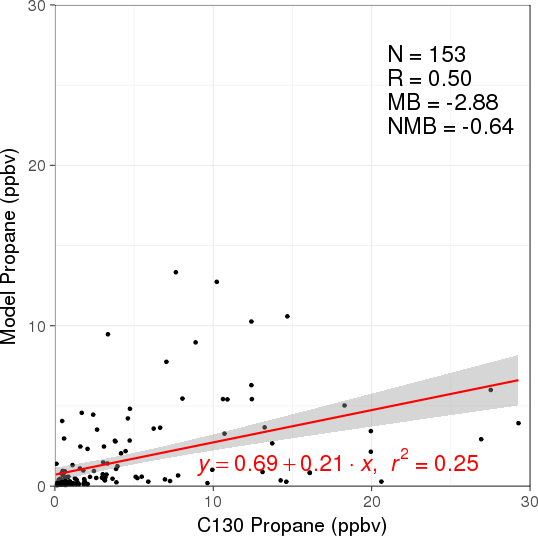 30
N = 153
R = 0.50
MB = -2.88
NMB = -0.64
20
Model Propane (ppbv)
10
y = 0.69 + 0.21 · x, r² = 0.25
0
0 10 20 30
C130 Propane (ppbv)